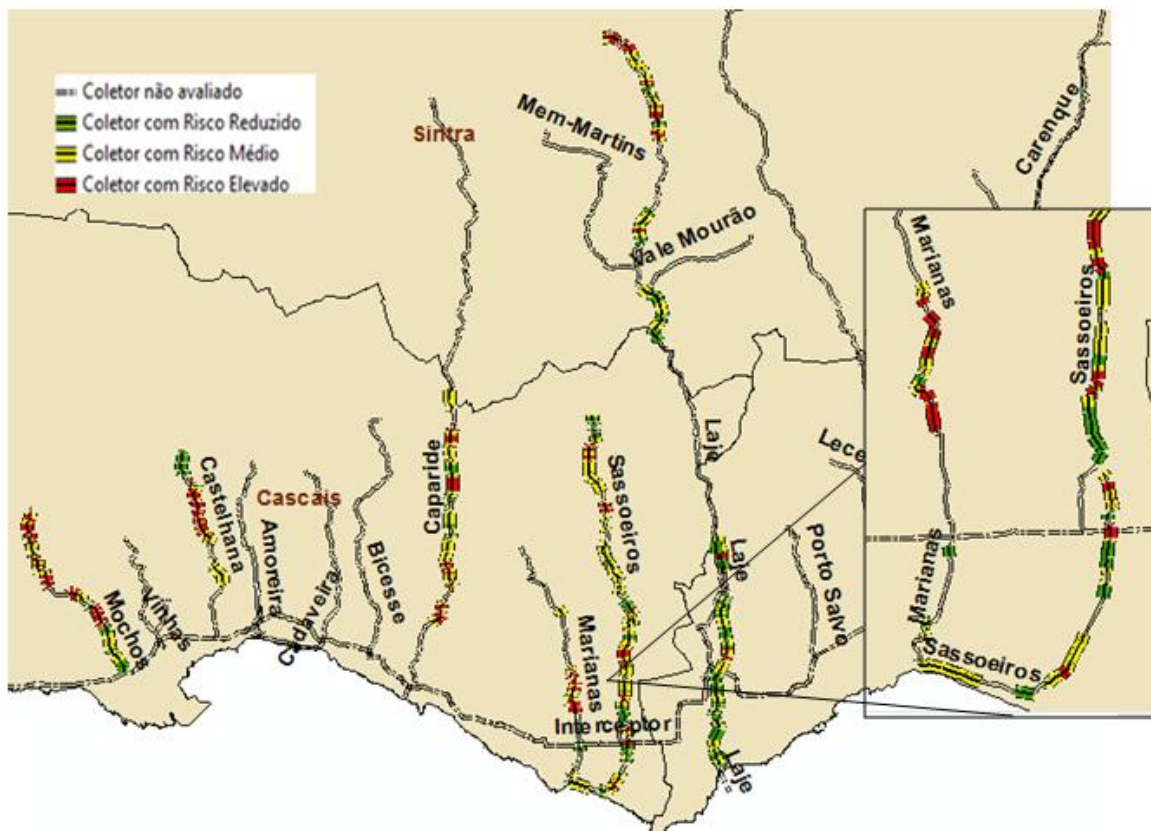 Coletor não avaliado
Coletor com Risco Reduzido
Coletor com Risco Médio
Coletor com Risco Elevado
Sintra
Mem-Martins
Vale Mourão
Carenque
Laje
Lece
Caparide
Sassoeiros
Castelhana
Cascais
Amoreira
Bicesse
Laje
Porto Salvo
Mochos
Vinhas
Marianas
Interceptor
Laje
Marianas
Sassoeiros
Marianas
Sassoeiros